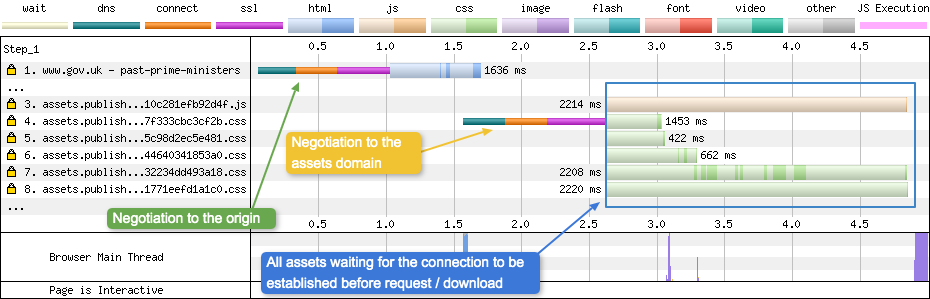 wait dns connect ssl html js css image flash font video other JS Execution
Step_1 0.5 1.0 1.5 2.0 2.5 3.0 3.5 4.0 4.5
1. www.gov.uk - past-prime-ministers 1636 ms
...
3. assets.publish...10c281efb92d4f.js 2214 ms
4. assets.publish...7f333cbc3cf2b.css 1453 ms
5. assets.publish...5c98d2ec5e481.css 422 ms
6. assets.publish...44640341853a0.css 662 ms
7. assets.publish...32234dd493a18.css 2208 ms
8. assets.publish...1771eefd1a1c0.css 2220 ms
...
Negotiation to the
assets domain
Negotiation to the origin
0.5 1.0 1.5 2.0 2.5 3.0 3.5 4.0 4.5
All assets waiting for the connection to be
established before request / download
Browser Main Thread
Page is Interactive